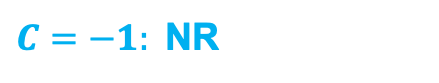 C = −1: NR